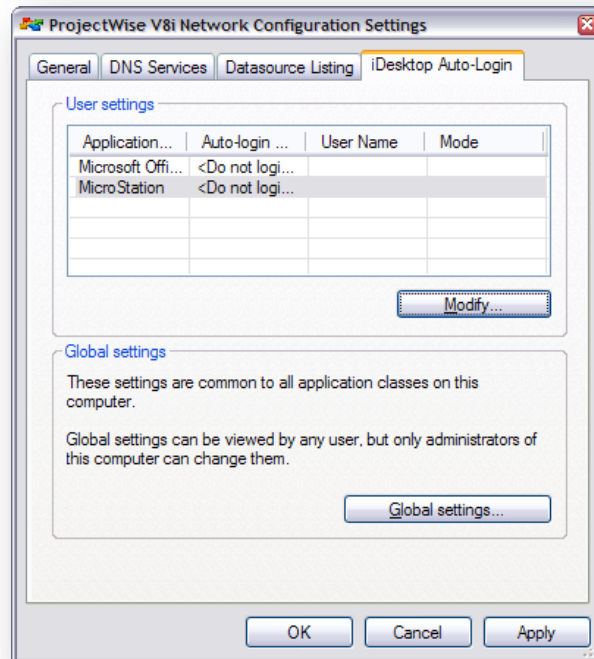 ProjectWise V8i Network Configuration Settings
General DNS Services Datasource Listing iDesktop Auto-Login
User settings
Application... Auto-login ... User Name Mode
Microsoft Offi... <Do not logi...
MicroStation <Do not logi...
Modify...
Global settings
These settings are common to all application classes on this
computer.
Global settings can be viewed by any user, but only administrators of
this computer can change them.
Global settings...
OK Cancel Apply